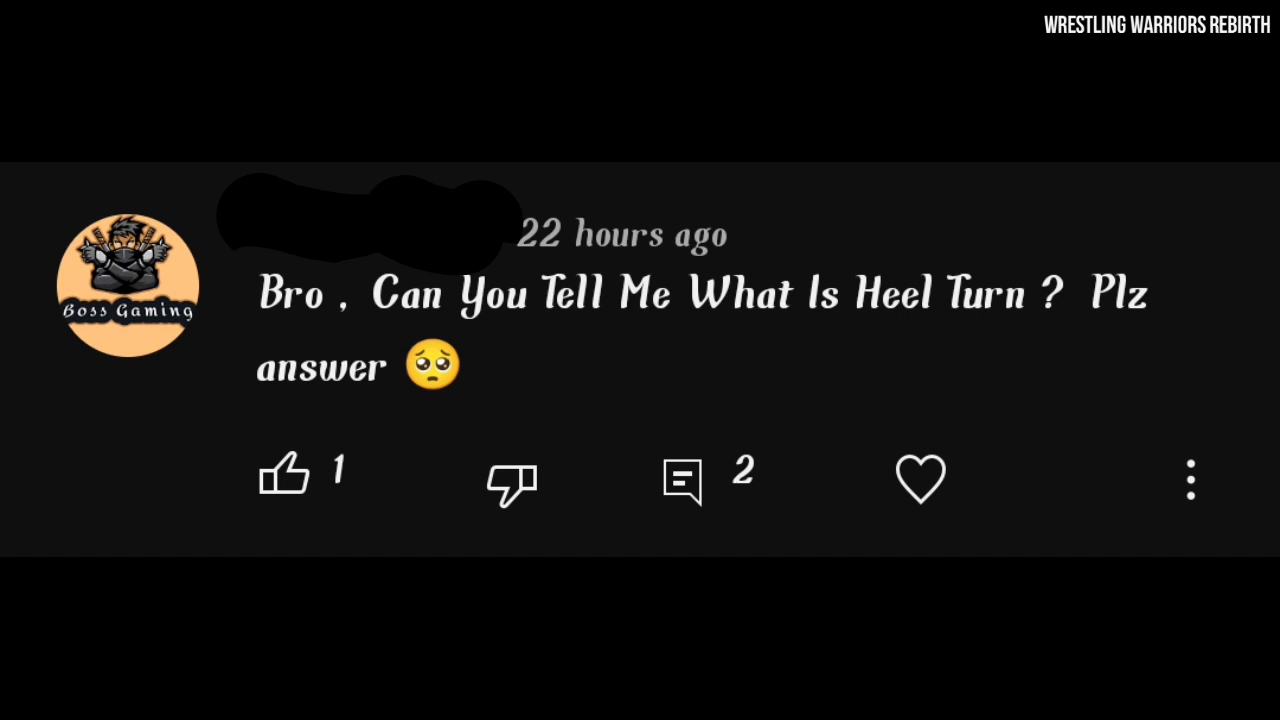 WRESTLING WARRIORS REBIRTH
22 hours ago
Bro , Can You Tell Me What Is Heel Turn ? Plz
answer 🥺
Boss Gaming
1
2